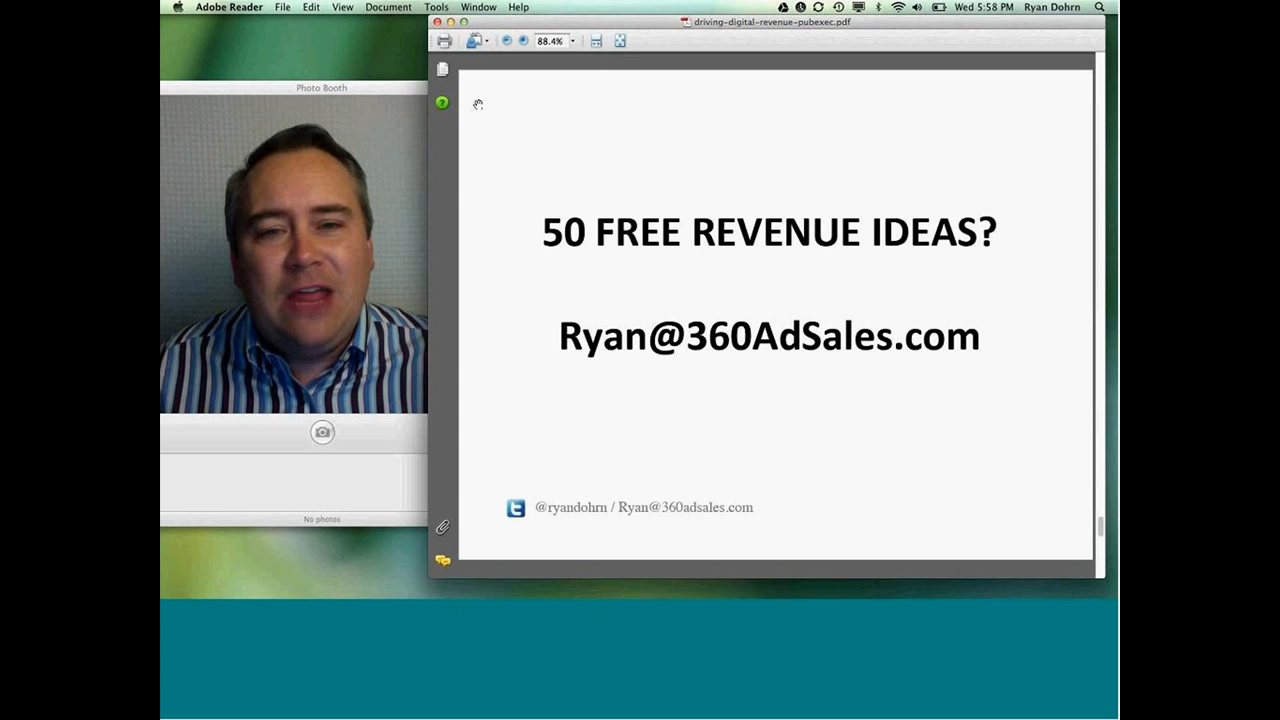 Adobe Reader File Edit View Document Tools Window Help Wed 5:58 PM Ryan Dohrn
driving-digital-revenue-pubexec.pdf
88.4%
Photo Booth
50 FREE REVENUE IDEAS?
Ryan@360AdSales.com
@ryandohrn / Ryan@360adsales.com
No photos